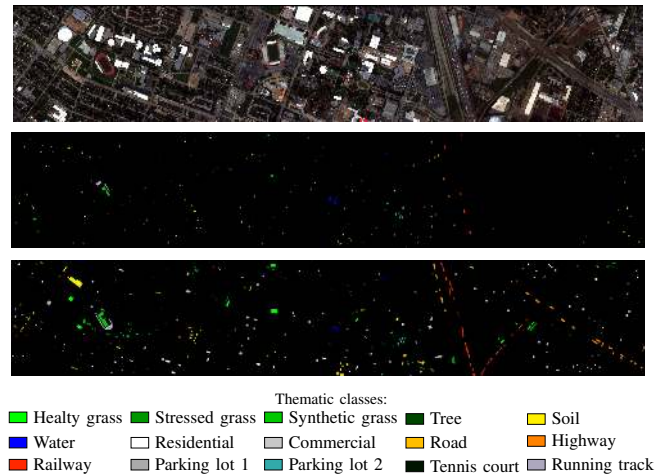 Thematic classes:
Healty grass Stressed grass Synthetic grass Tree Soil
Water Residential Commercial Road Highway
Railway Parking lot 1 Parking lot 2 Tennis court Running track